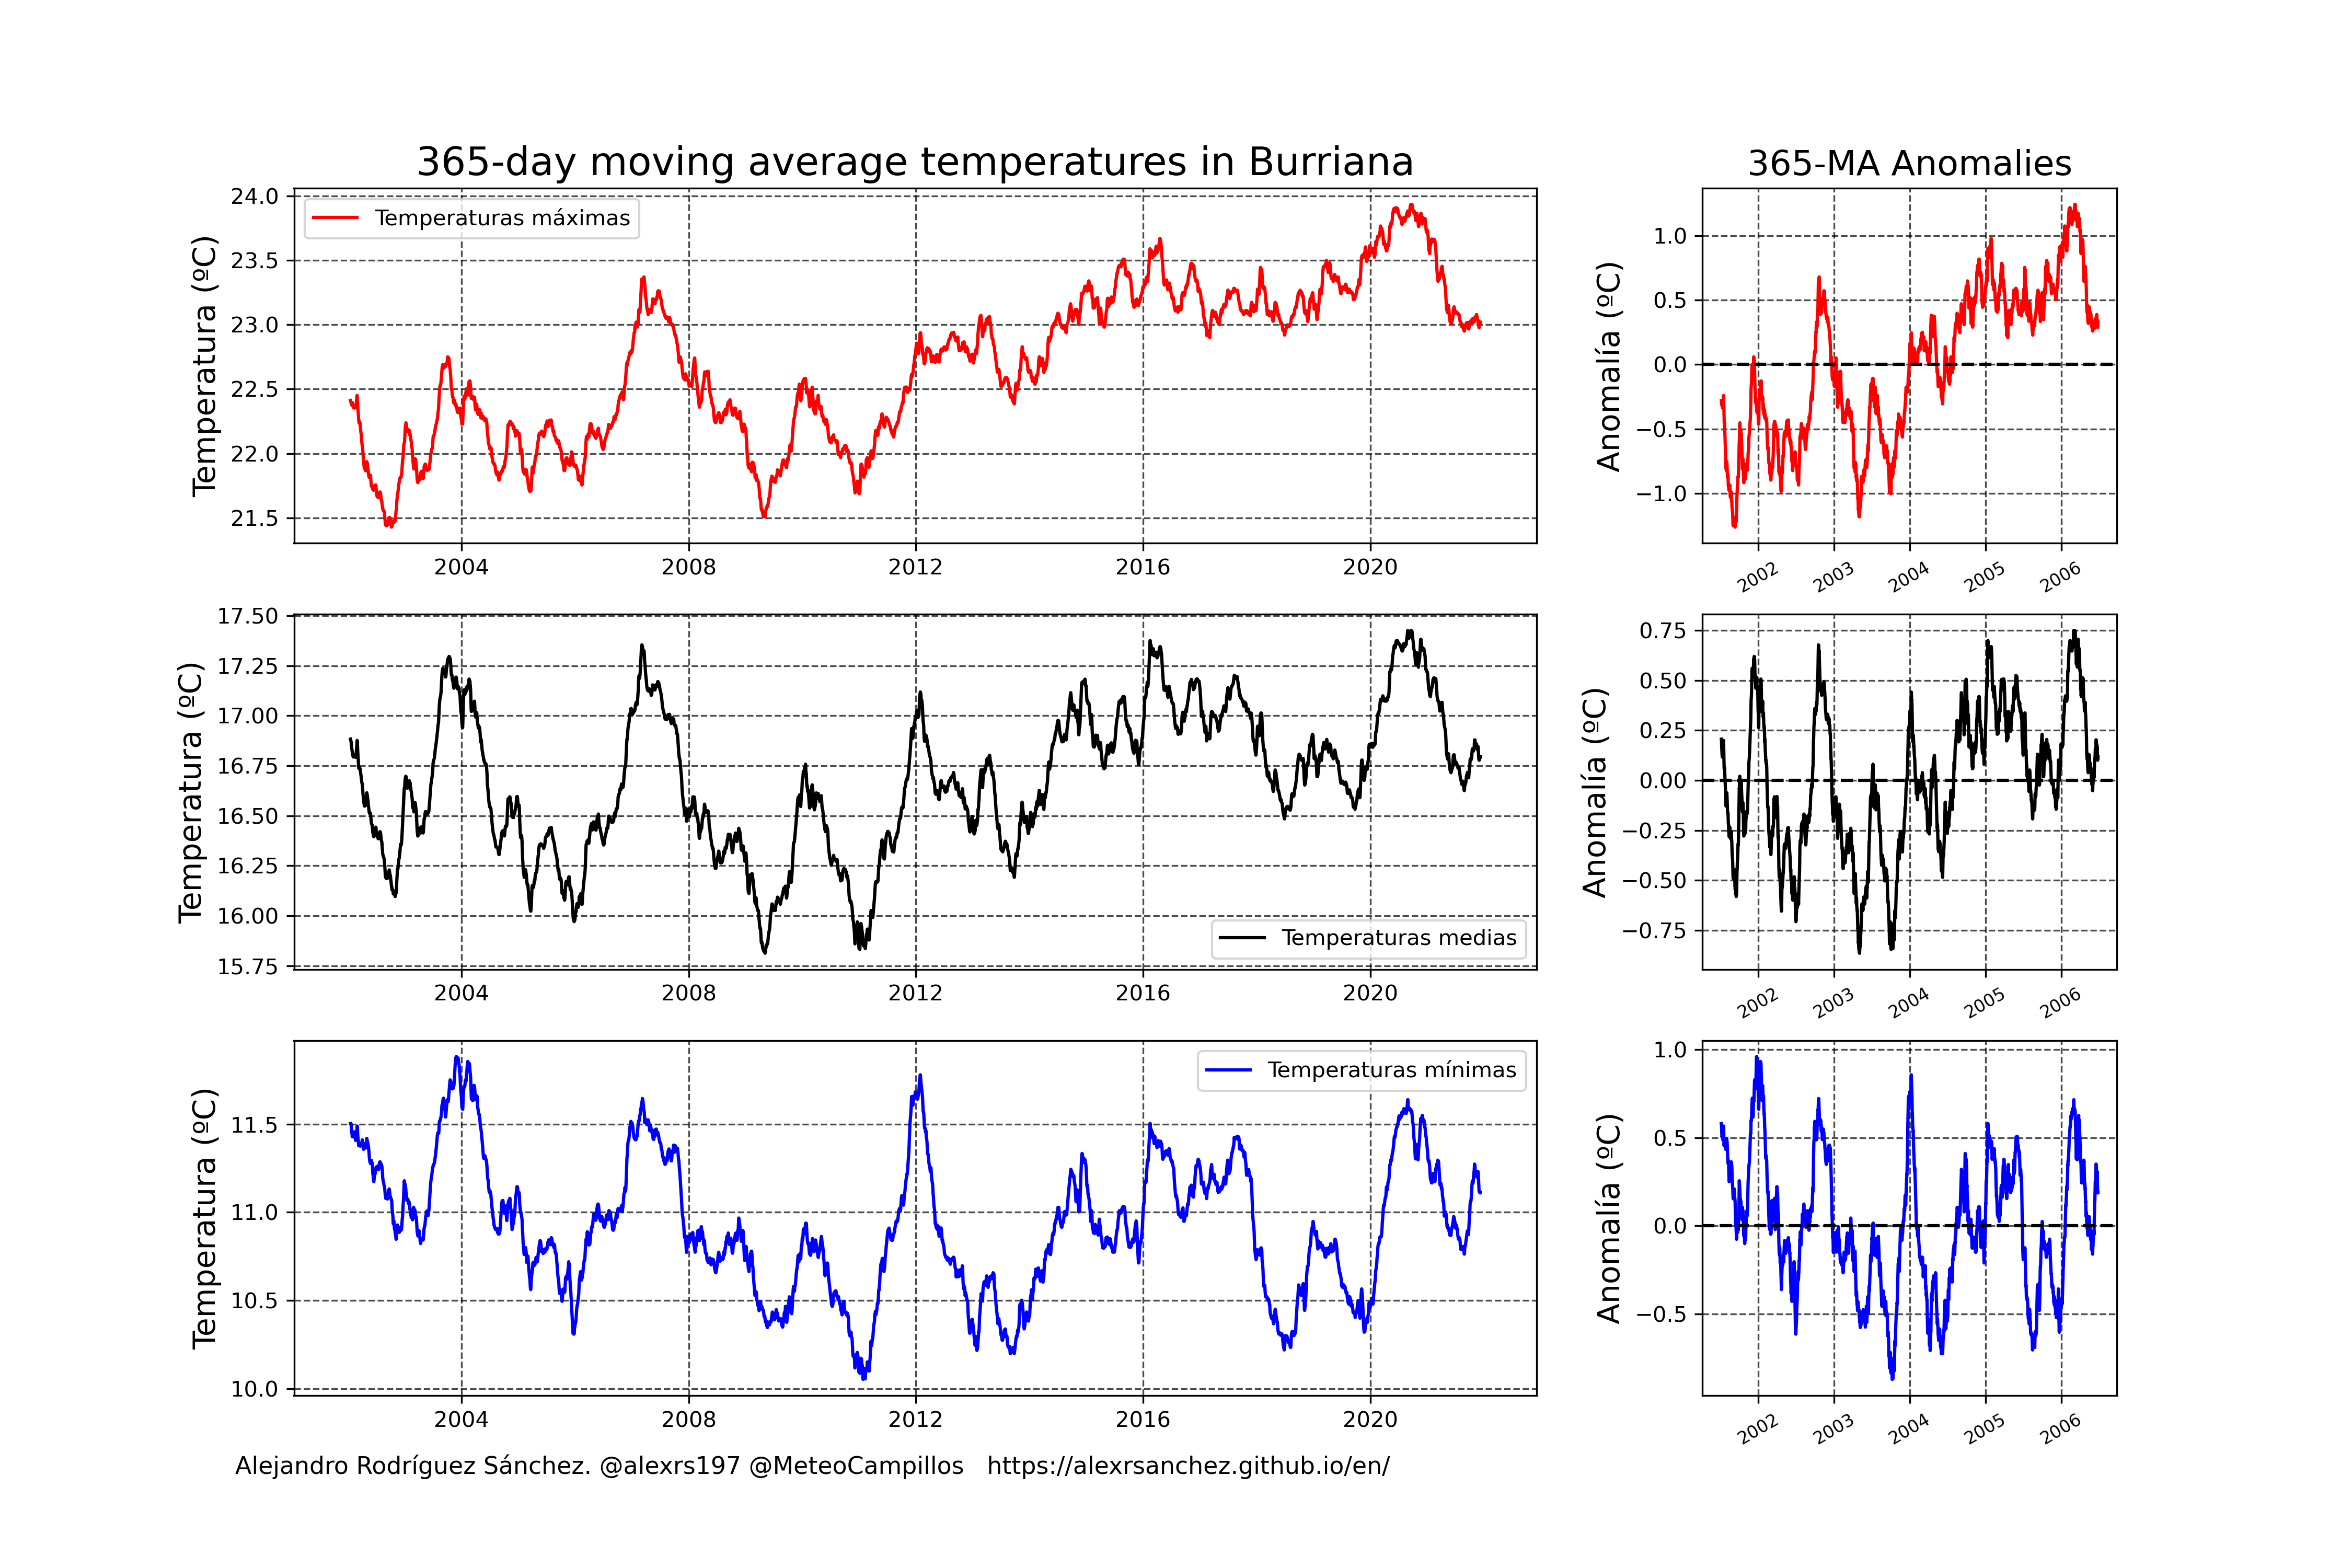 365-day moving average temperatures in Burriana
365-MA Anomalies
Temperatura (ºC)
24.0
23.5
23.0
22.5
22.0
21.5
Temperaturas máximas
2004 2008 2012 2016 2020
Anomalía (ºC)
1.0
0.5
0.0
−0.5
−1.0
2002 2003 2004 2005 2006
Temperatura (ºC)
17.50
17.25
17.00
16.75
16.50
16.25
16.00
15.75
Temperaturas medias
2004 2008 2012 2016 2020
Anomalía (ºC)
0.75
0.50
0.25
0.00
−0.25
−0.50
−0.75
2002 2003 2004 2005 2006
Temperatura (ºC)
11.5
11.0
10.5
10.0
Temperaturas mínimas
2004 2008 2012 2016 2020
Anomalía (ºC)
1.0
0.5
0.0
−0.5
2002 2003 2004 2005 2006
Alejandro Rodríguez Sánchez. @alexrs197 @MeteoCampillos https://alexrsanchez.github.io/en/